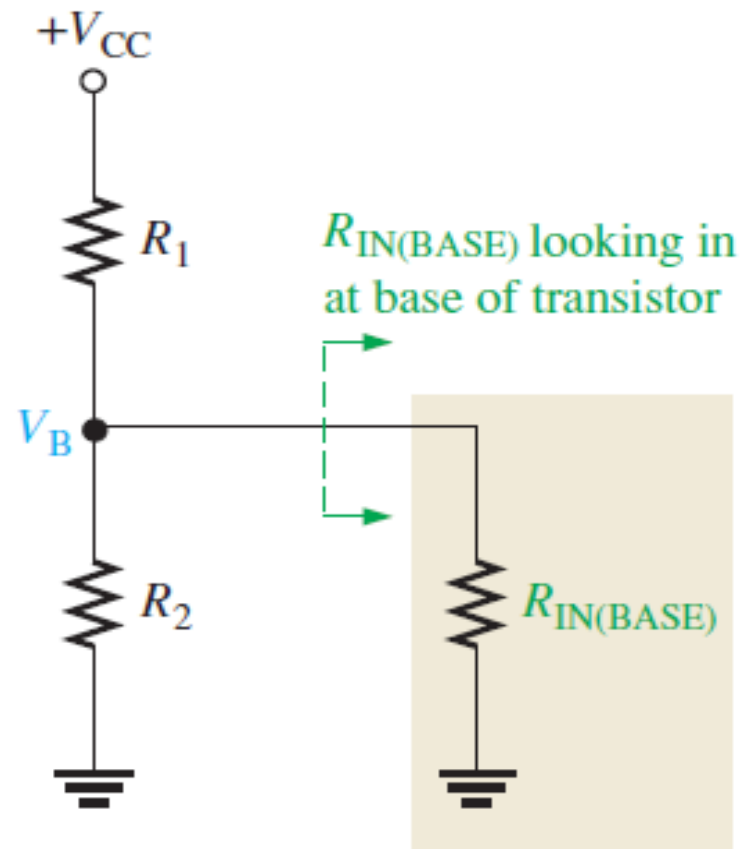 +VCC
R1
RIN(BASE) looking in
at base of transistor
VB
R2
RIN(BASE)